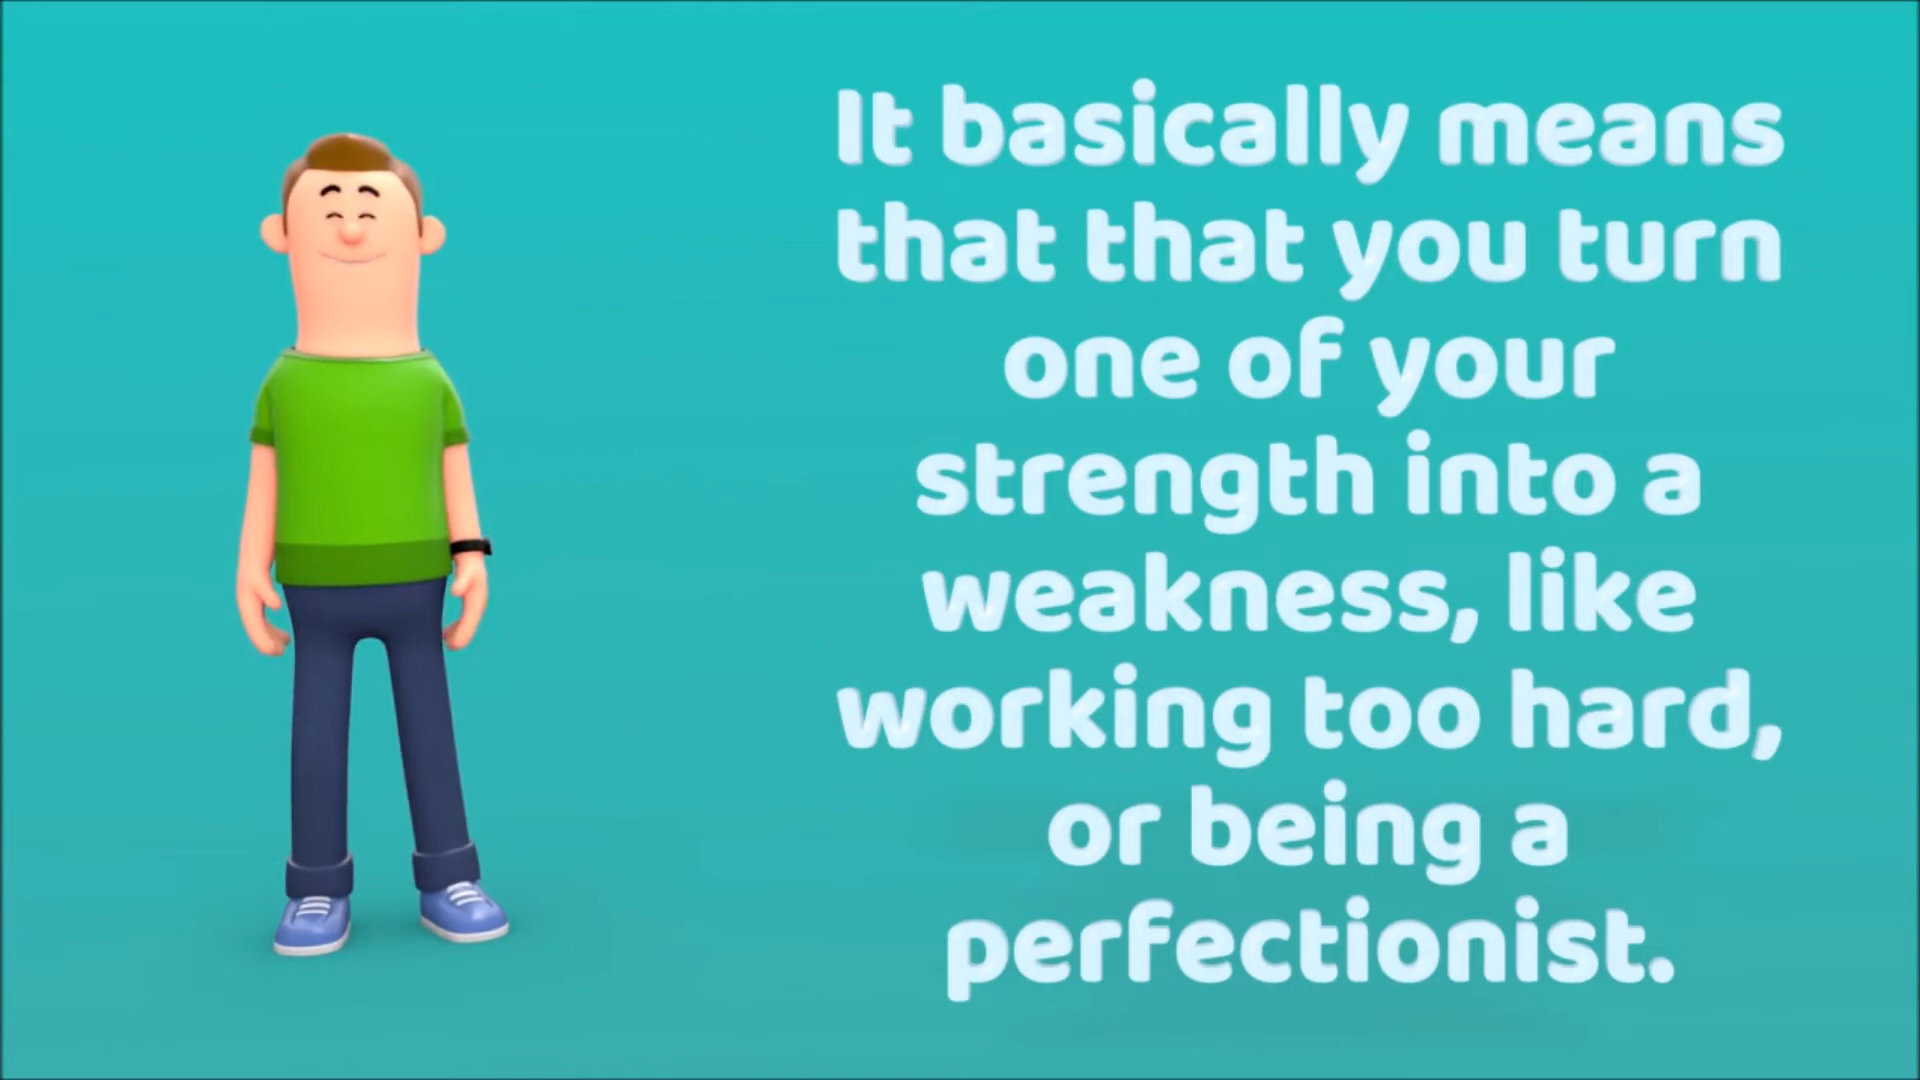 It basically means
that that you turn
one of your
strength into a
weakness, like
working too hard,
or being a
perfectionist.